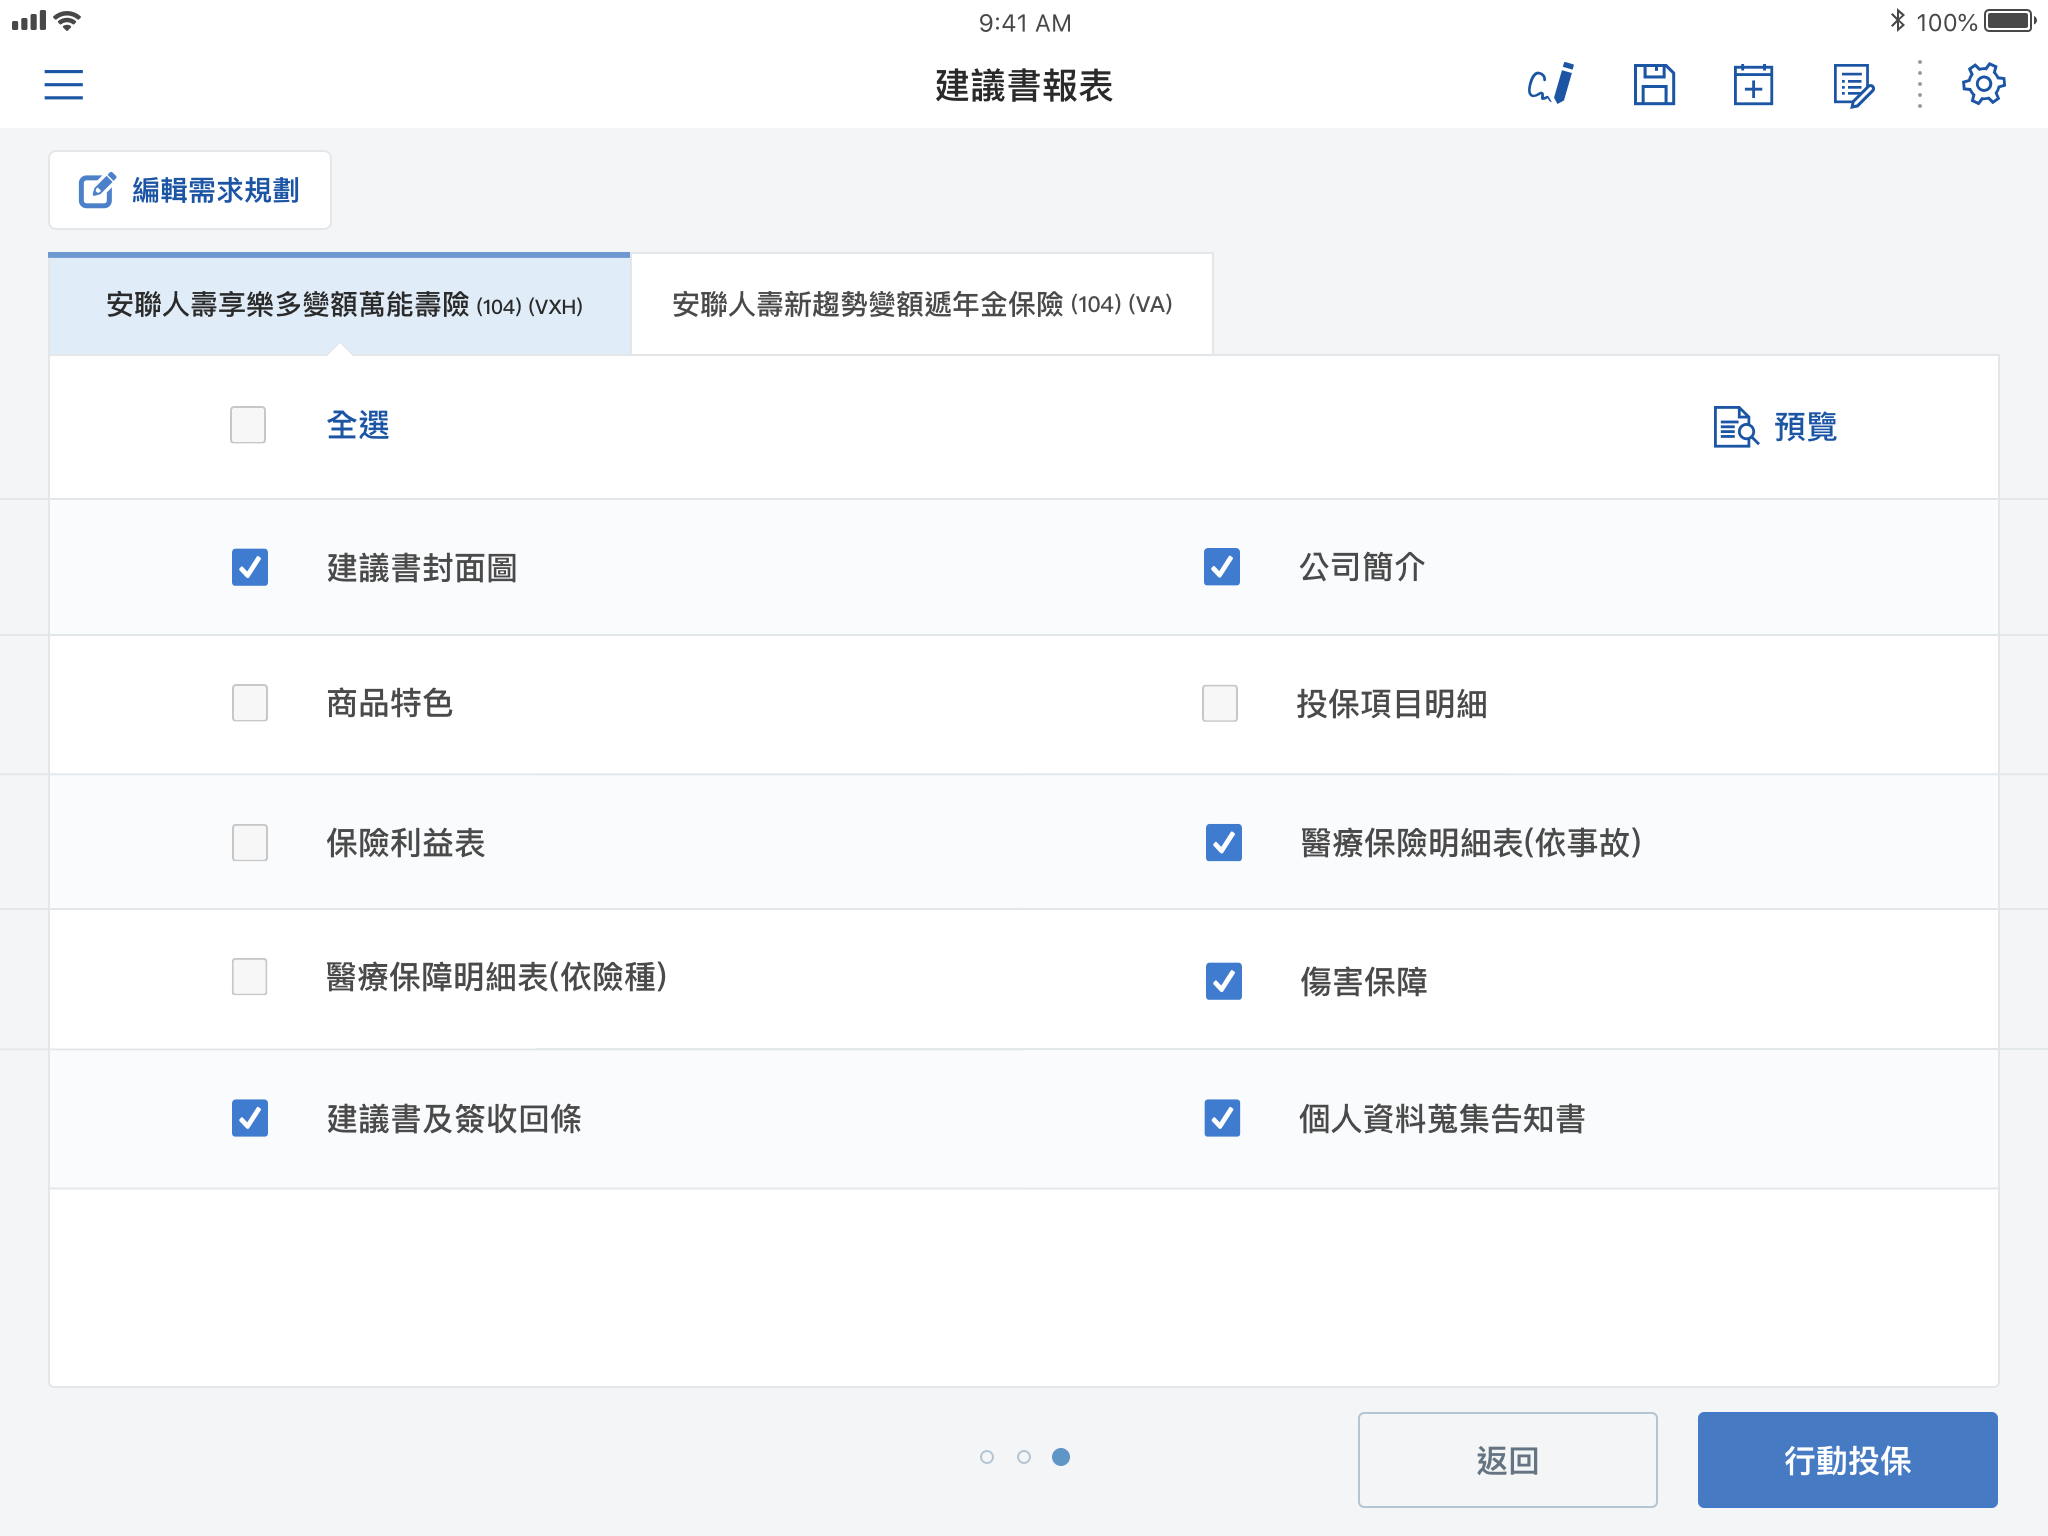 9:41 AM
100%
建議書報表
編輯需求規劃
安聯人壽享樂多變額萬能壽險 (104) (VXH)
安聯人壽新趨勢變額遞年金保險 (104) (VA)
全選
預覽
建議書封面圖
公司簡介
商品特色
投保項目明細
保險利益表
醫療保險明細表(依事故)
醫療保障明細表(依險種)
傷害保障
建議書及簽收回條
個人資料蒐集告知書
返回
行動投保